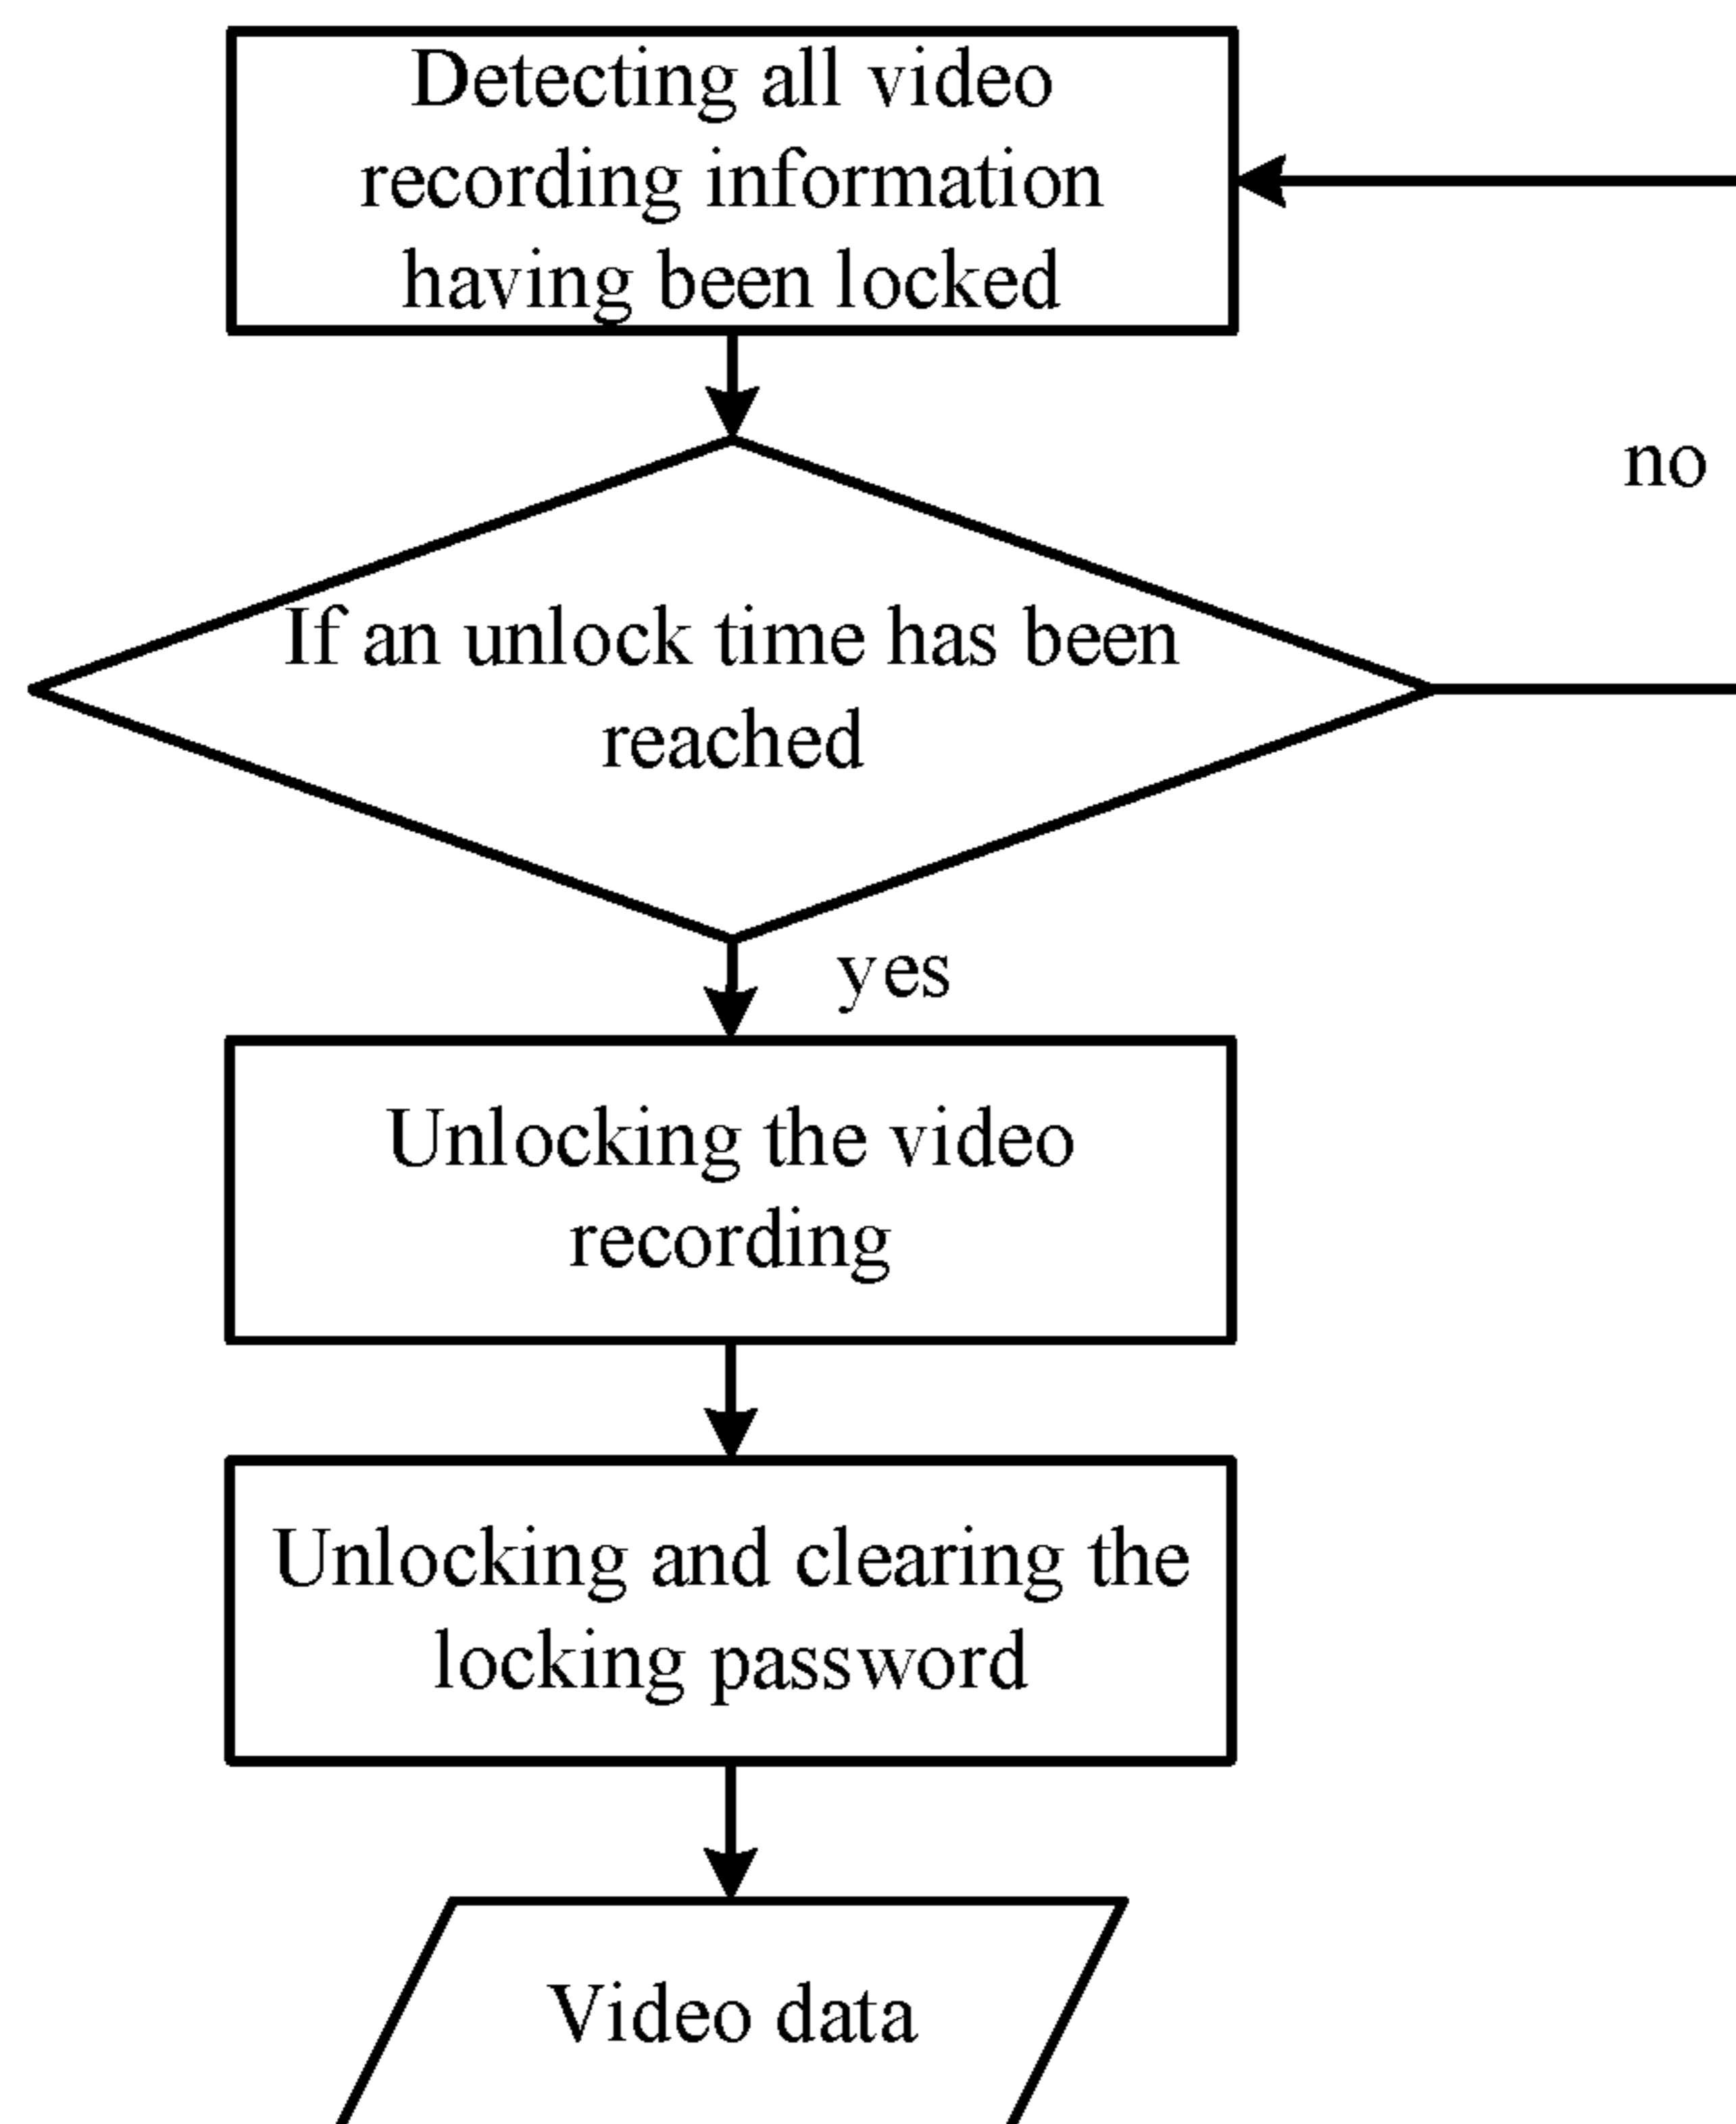 Detecting all video
recording information
having been locked
no
If an unlock time has been
reached
yes
Unlocking the video
recording
Unlocking and clearing the
locking password
Video data